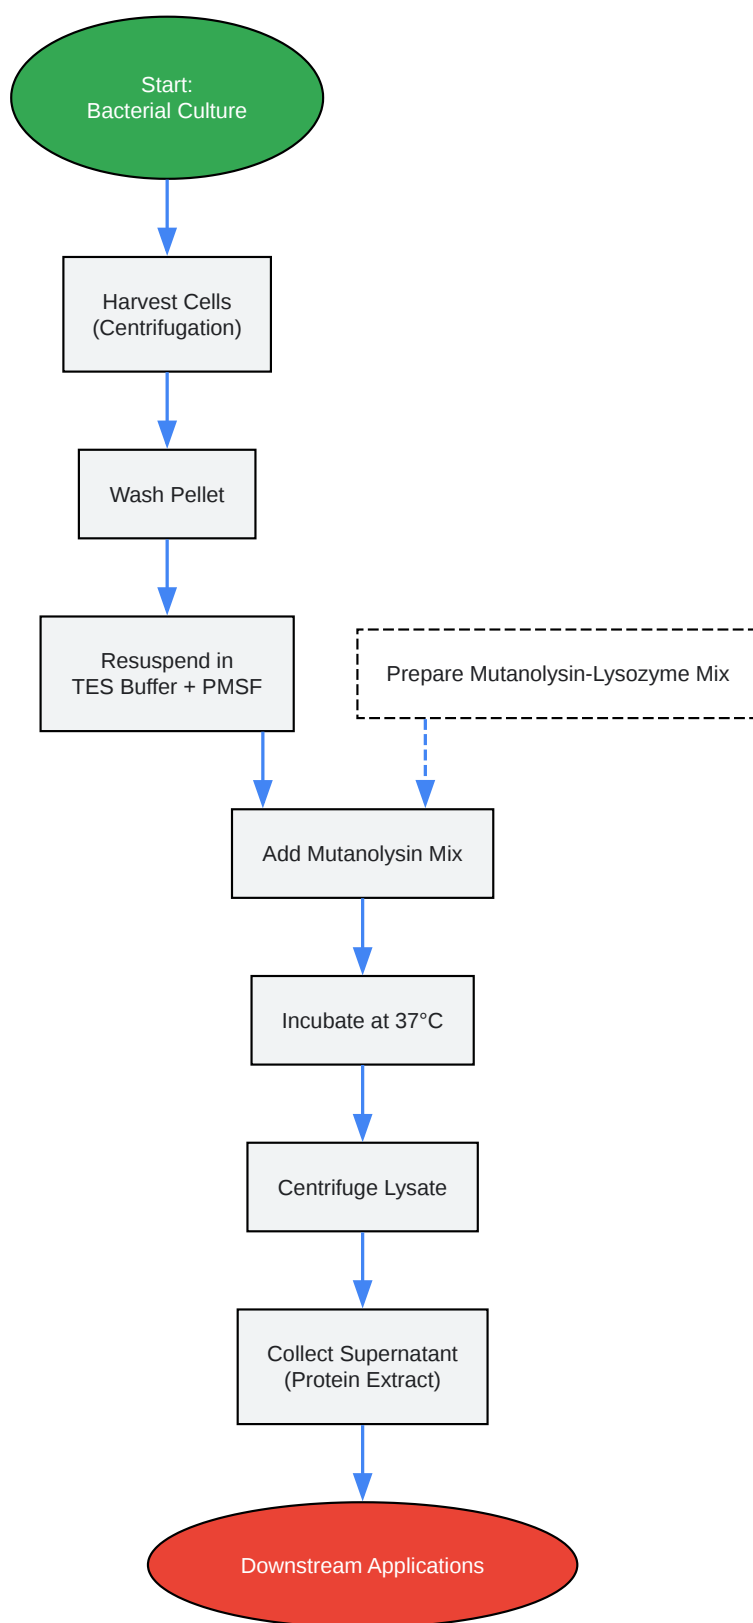 Start:
Bacterial Culture
Harvest Cells
(Centrifugation)
Wash Pellet
Resuspend in
TES Buffer + PMSF
Prepare Mutanolysin-Lysozyme Mix
Add Mutanolysin Mix
Incubate at 37°C
Centrifuge Lysate
Collect Supernatant
(Protein Extract)
Downstream Applications